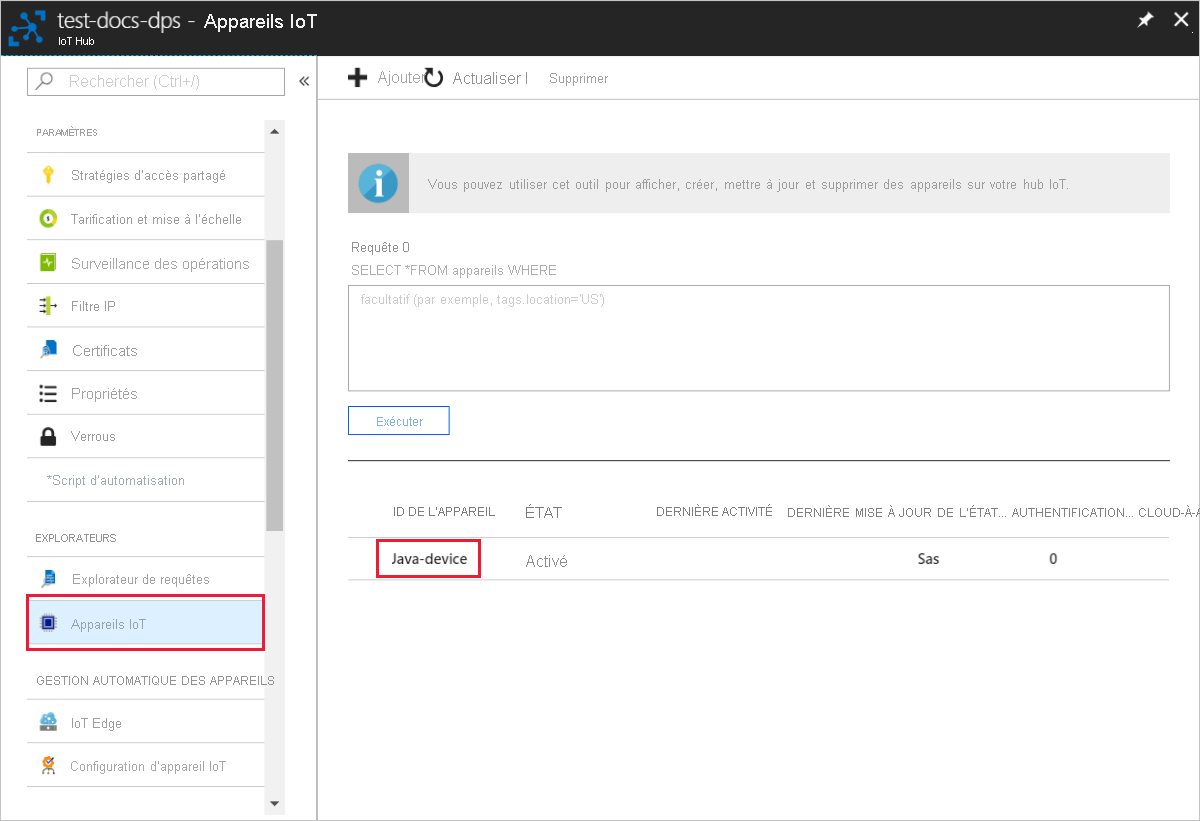 test-docs-dps - Appareils IoT
IoT Hub
Rechercher (Ctrl+/)
«
Ajouter
Actualiser |
Supprimer
PARAMÈTRES
Stratégies d'accès partagé
Tarification et mise à l'échelle
Surveillance des opérations
Filtre IP
Certificats
Propriétés
Verrous
*Script d'automatisation
EXPLORATEURS
Explorateur de requêtes
Appareils IoT
GESTION AUTOMATIQUE DES APPAREILS
IoT Edge
Configuration d'appareil IoT
Vous pouvez utiliser cet outil pour afficher, créer, mettre à jour et supprimer des appareils sur votre hub IoT.
Requête 0
SELECT *FROM appareils WHERE
facultatif (par exemple, tags.location='US')
Exécuter
ID DE L'APPAREIL ÉTAT DERNIÈRE ACTIVITÉ DERNIÈRE MISE À JOUR DE L'ÉTAT... AUTHENTIFICATION... CLOUD-À-A
Java-device Activé Sas 0